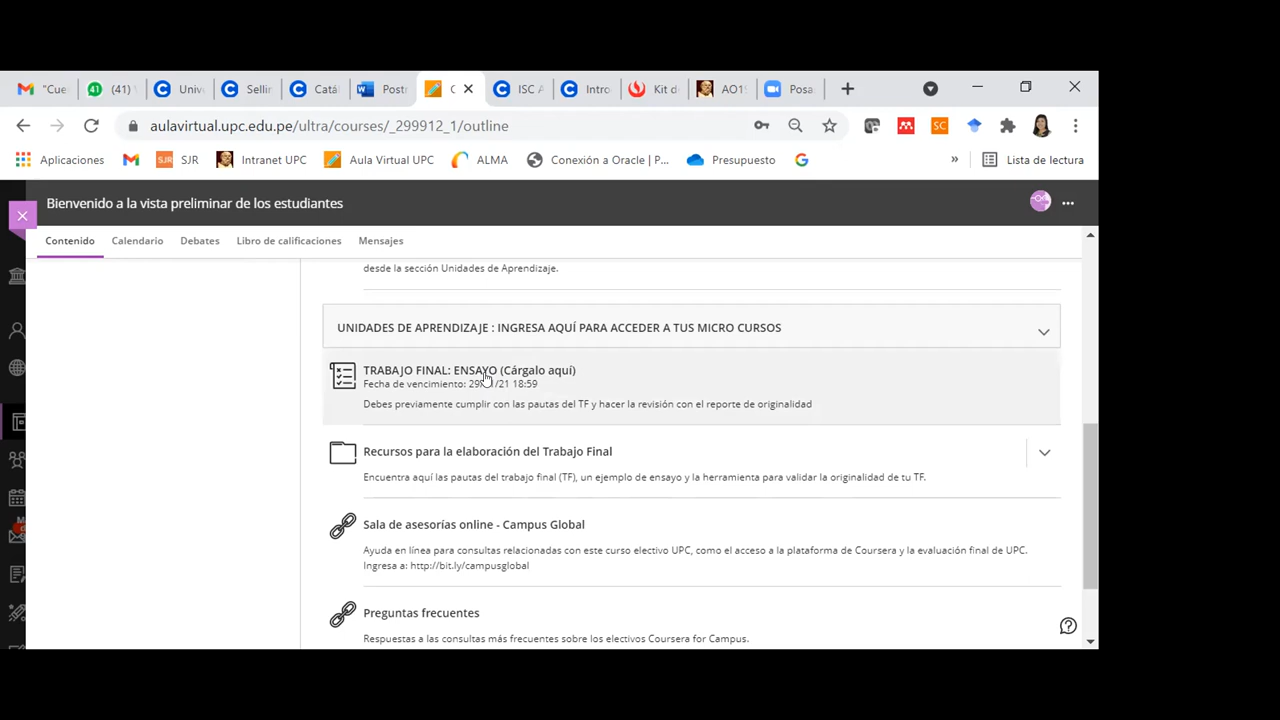 "Cue
(41)
Univ
Sellin
Catá
Post
C
ISC A
Intro
Kit d
AO1
Posa
aulavirtual.upc.edu.pe/ultra/courses/_299912_1/outline
Aplicaciones
SJR
Intranet UPC
Aula Virtual UPC
ALMA
Conexión a Oracle | P...
Presupuesto
»
Lista de lectura
Bienvenido a la vista preliminar de los estudiantes
Contenido
Calendario
Debates
Libro de calificaciones
Mensajes
desde la sección Unidades de Aprendizaje.
UNIDADES DE APRENDIZAJE : INGRESA AQUÍ PARA ACCEDER A TUS MICRO CURSOS
TRABAJO FINAL: ENSAYO (Cárgalo aquí)
Fecha de vencimiento: 18:59
Debes previamente cumplir con las pautas del TF y hacer la revisión con el reporte de originalidad
Recursos para la elaboración del Trabajo Final
Encuentra aquí las pautas del trabajo final (TF), un ejemplo de ensayo y la herramienta para validar la originalidad de tu TF.
Sala de asesorías online - Campus Global
Ayuda en línea para consultas relacionadas con este curso electivo UPC, como el acceso a la plataforma de Coursera y la evaluación final de UPC.
Ingresa a: http://bit.ly/campusglobal
Preguntas frecuentes
Respuestas a las consultas más frecuentes sobre los electivos Coursera for Campus.